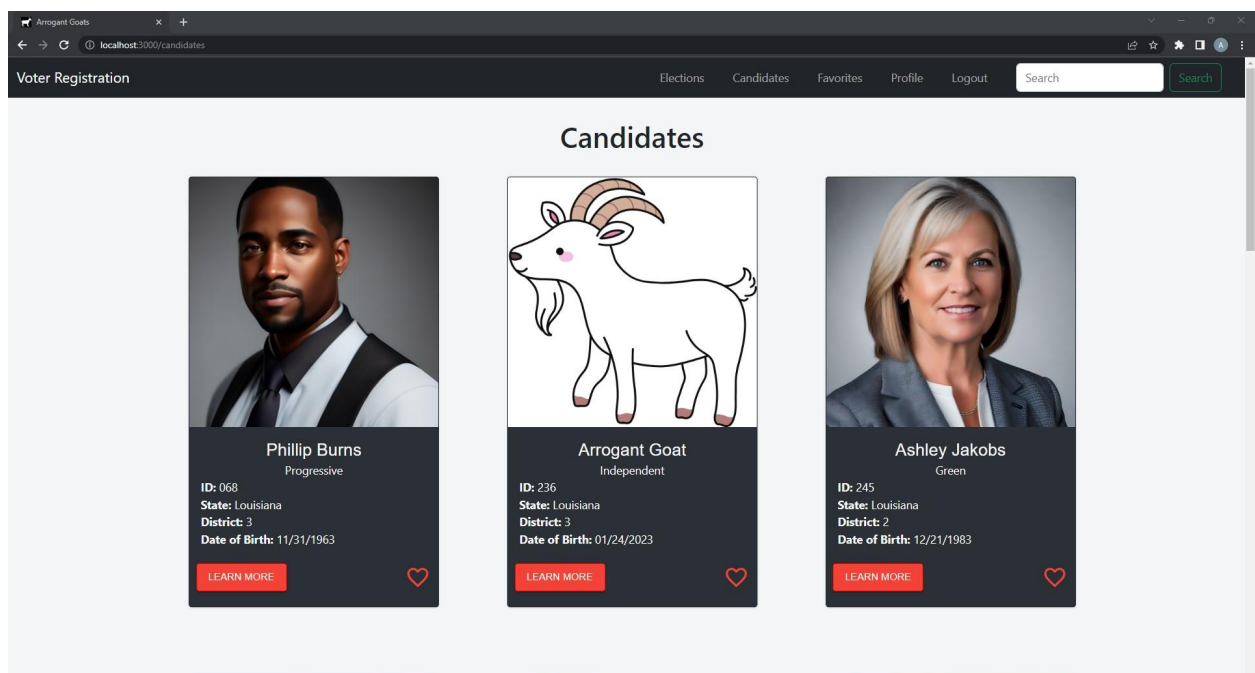 Arrogant Goats
localhost:3000/candidates
A
Voter Registration
Elections
Candidates
Favorites
Profile
Logout
Search
Search
Candidates
Phillip Burns
Progressive
ID: 068
State: Louisiana
District: 3
Date of Birth: 11/31/1963
LEARN MORE
Arrogant Goat
Independent
ID: 236
State: Louisiana
District: 3
Date of Birth: 01/24/2023
LEARN MORE
Ashley Jakobs
Green
ID: 245
State: Louisiana
District: 2
Date of Birth: 12/21/1983
LEARN MORE